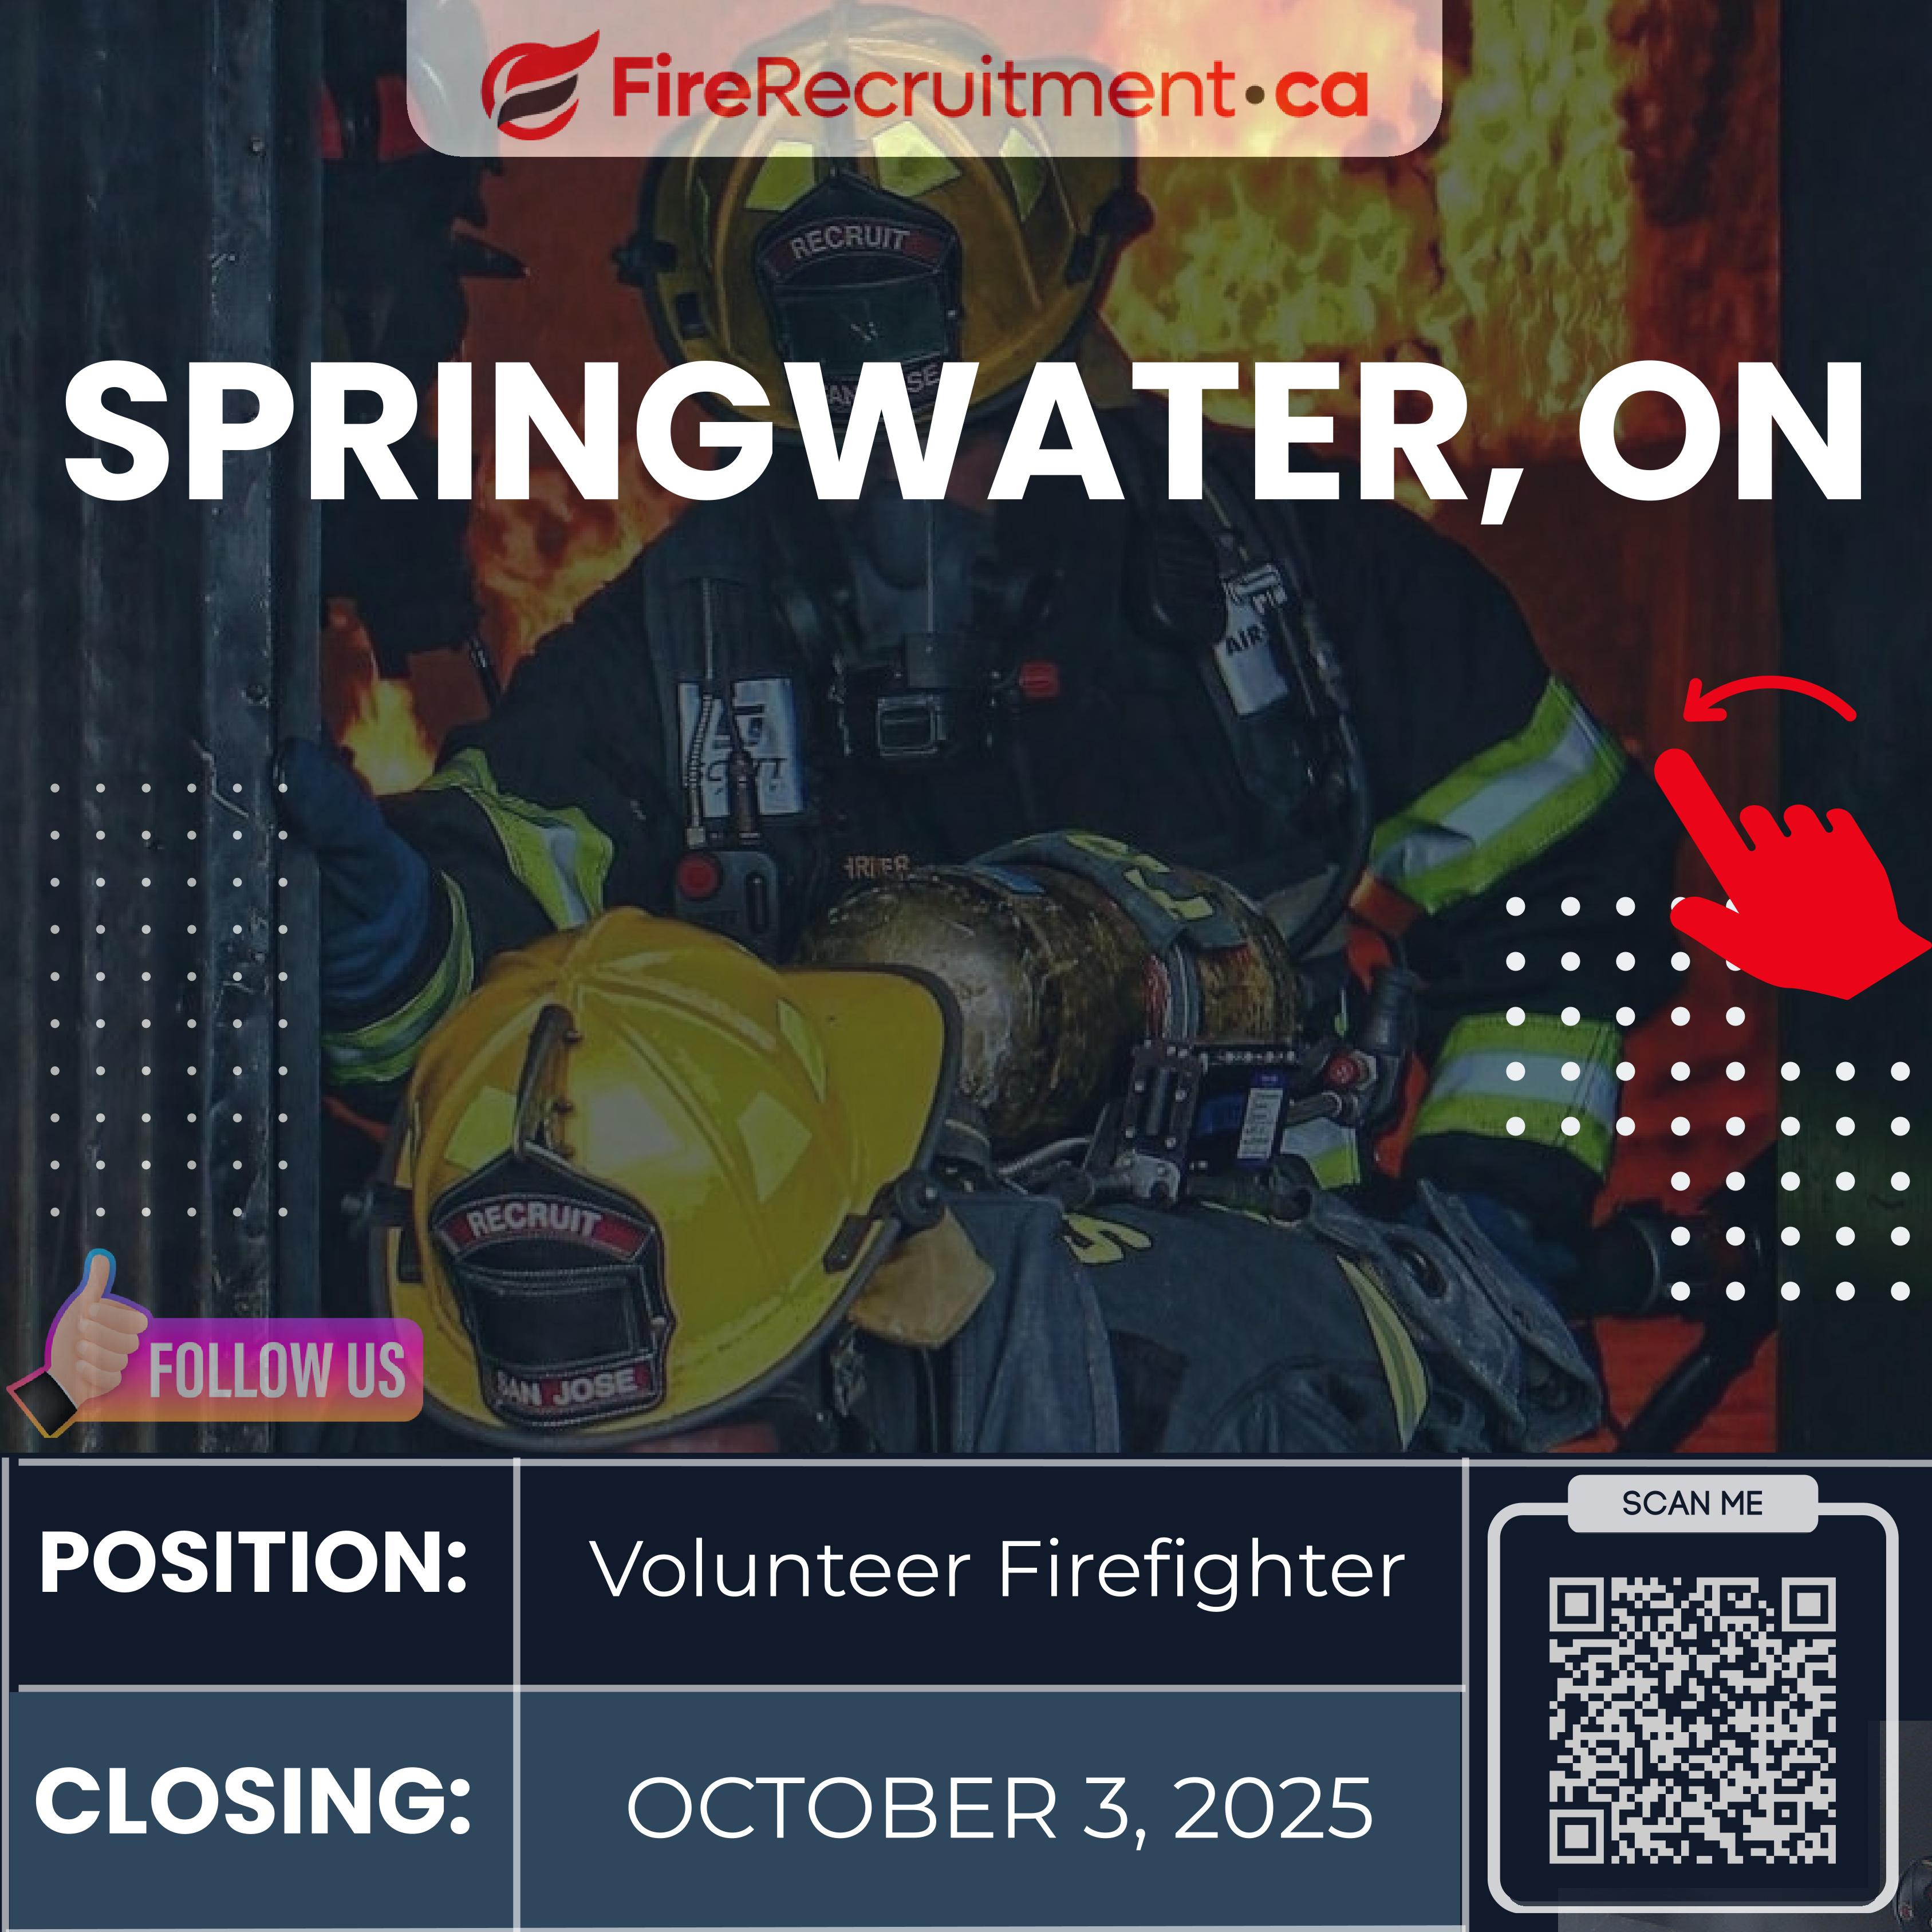 FireRecruitment.ca
RECRUIT
SPRINGWATER, ON
AIR
RECRUIT
SAN JOSE
FOLLOW US
POSITION:
Volunteer Firefighter
SCAN ME
CLOSING:
OCTOBER 3, 2025